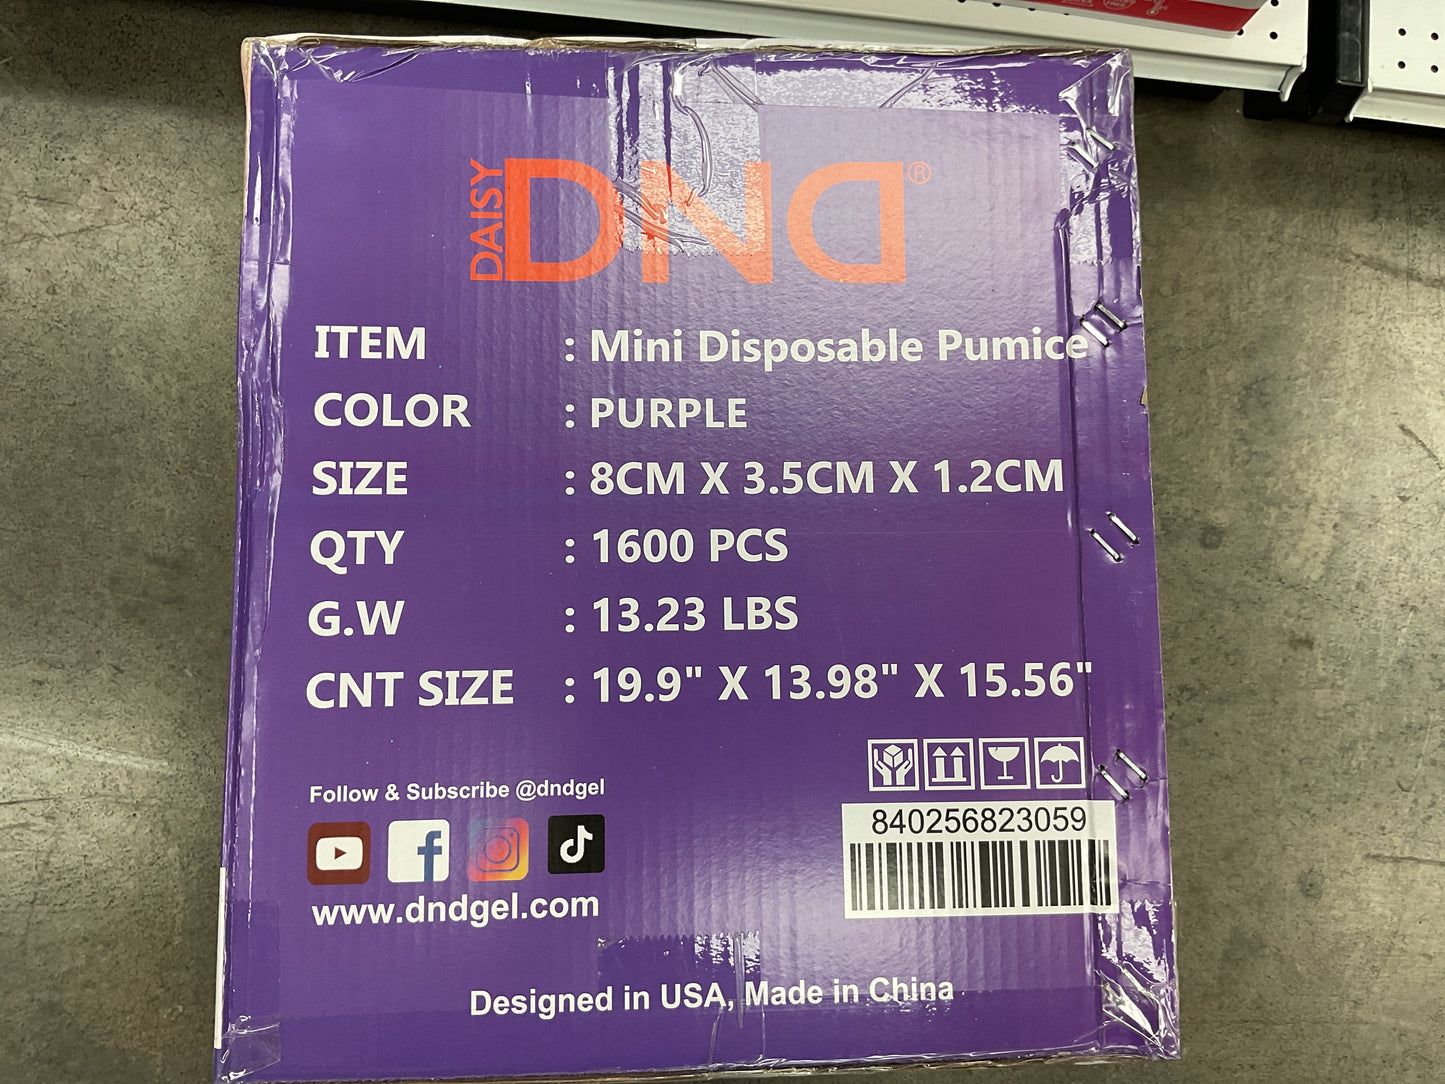 DAISY DND®
ITEM : Mini Disposable Pumice
COLOR : PURPLE
SIZE : 8CM X 3.5CM X 1.2CM
QTY : 1600 PCS
G.W : 13.23 LBS
CNT SIZE : 19.9" X 13.98" X 15.56"
Follow & Subscribe @dndgel
www.dndgel.com
840256823059
Designed in USA, Made in China